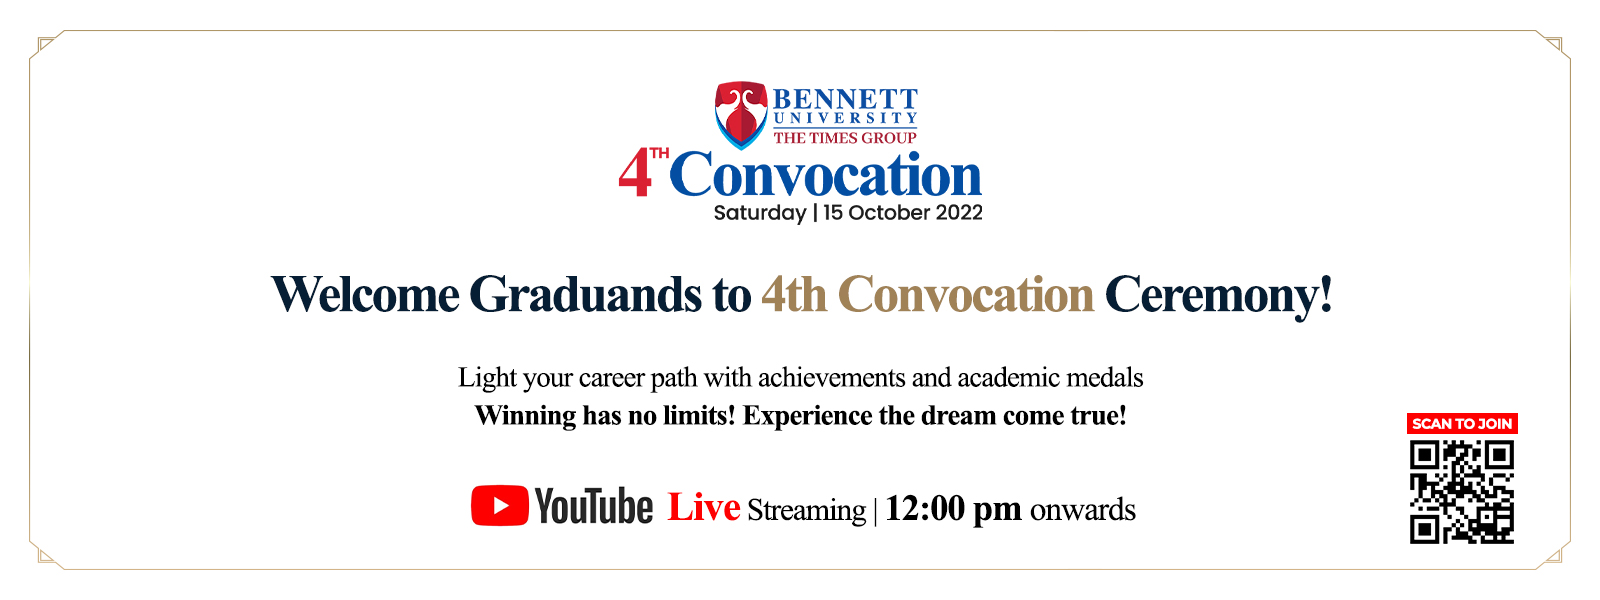 BENNETT
UNIVERSITY
THE TIMES GROUP
4TH Convocation
Saturday | 15 October 2022
Welcome Graduands to 4th Convocation Ceremony!
Light your career path with achievements and academic medals
Winning has no limits! Experience the dream come true!
SCAN TO JOIN
YouTube Live Streaming | 12:00 pm onwards